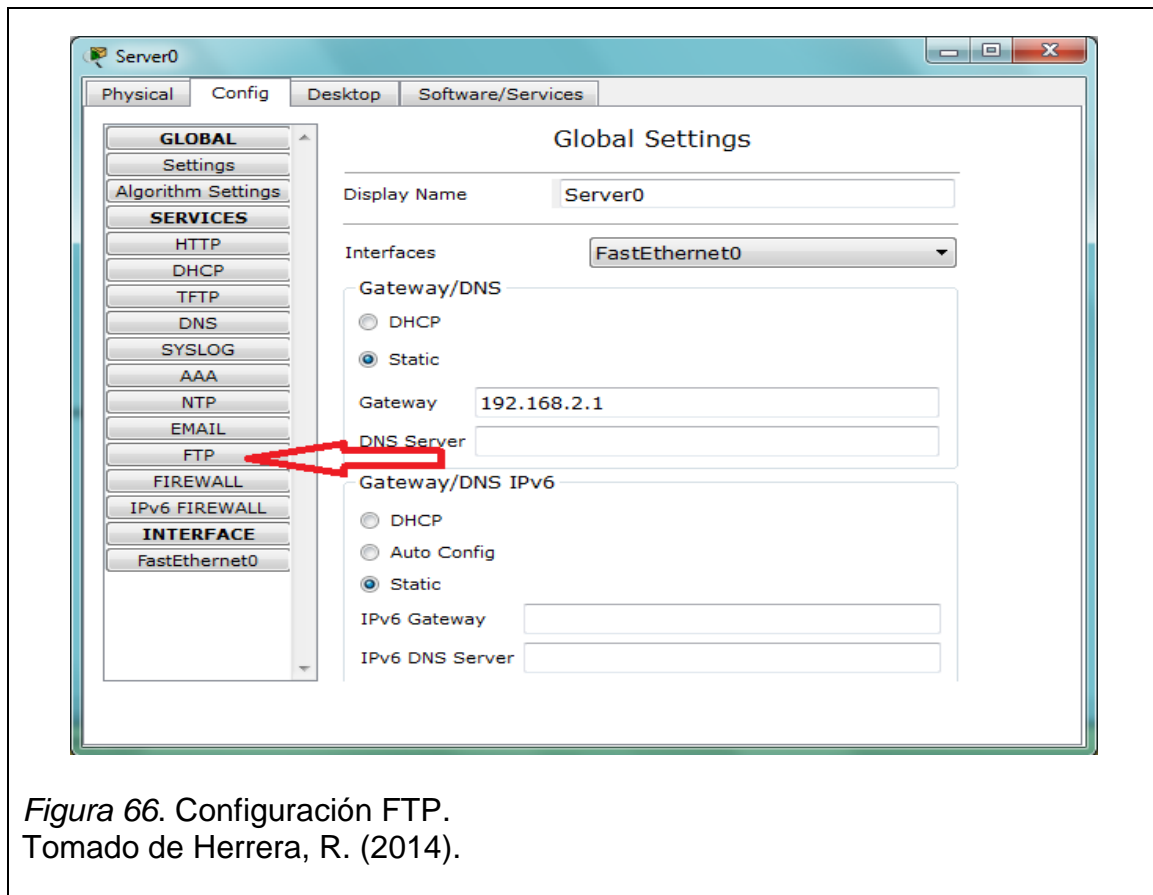 Server0
Physical Config Desktop Software/Services
GLOBAL
Settings
Algorithm Settings
SERVICES
HTTP
DHCP
TFTP
DNS
SYSLOG
AAA
NTP
EMAIL
FTP
FIREWALL
IPv6 FIREWALL
INTERFACE
FastEthernet0
Global Settings
Display Name Server0
Interfaces FastEthernet0
Gateway/DNS
DHCP
Static
Gateway 192.168.2.1
DNS Server
Gateway/DNS IPv6
DHCP
Auto Config
Static
IPv6 Gateway
IPv6 DNS Server
Figura 66. Configuración FTP.
Tomado de Herrera, R. (2014).